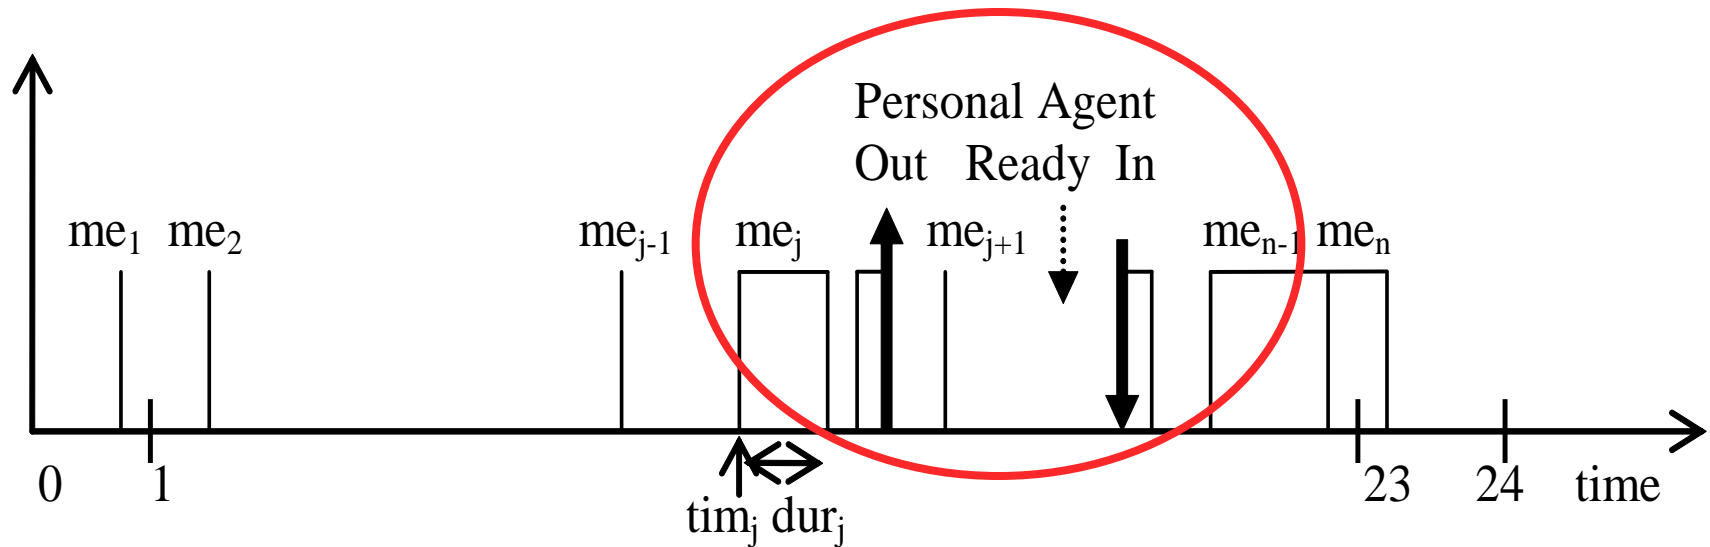 Personal Agent
Out Ready In
me₁ me₂ meⱼ₋₁ meⱼ meⱼ₊₁ meₙ₋₁ meₙ
0 1 23 24 time
timⱼ durⱼ